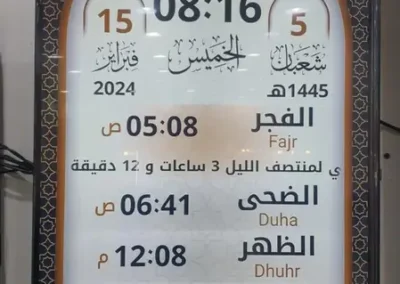 08:16
5 15
شعبان الخميس فبراير
1445هـ 2024
الفجر 05:08 ص
Fajr
ي لمنتصف الليل 3 ساعات و 12 دقيقة
الضحى 06:41 ص
Duha
الظهر 12:08 م
Dhuhr